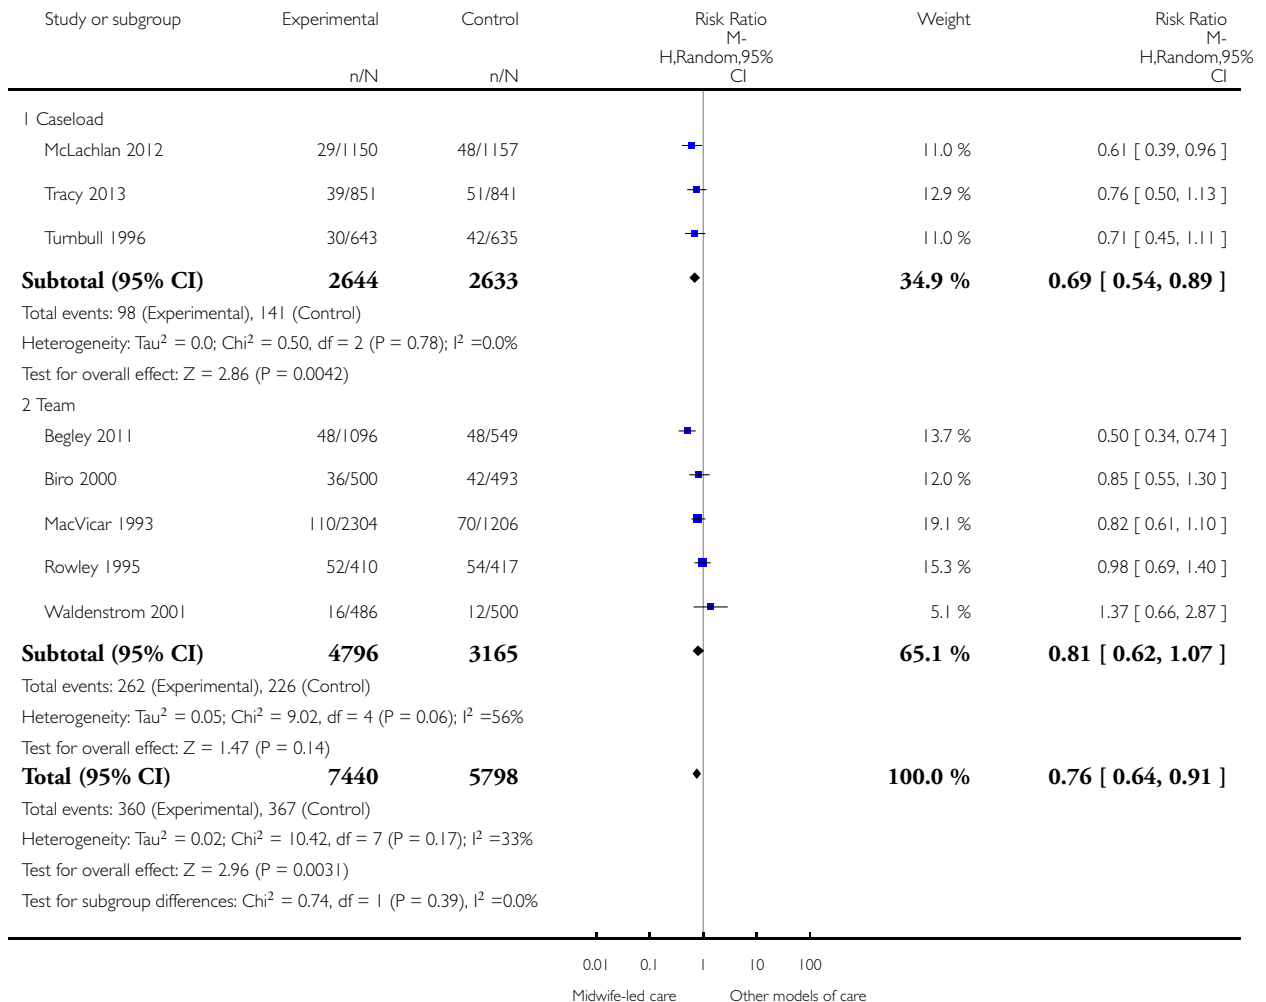 Study or subgroup Experimental Control Risk Ratio Weight Risk Ratio
M- M-
H,Random,95% H,Random,95%
n/N n/N CI CI
1 Caseload
McLachlan 2012 29/1150 48/1157 11.0 % 0.61 [ 0.39, 0.96 ]
Tracy 2013 39/851 51/841 12.9 % 0.76 [ 0.50, 1.13 ]
Turnbull 1996 30/643 42/635 11.0 % 0.71 [ 0.45, 1.11 ]
Subtotal (95% CI) 2644 2633 34.9 % 0.69 [ 0.54, 0.89 ]
Total events: 98 (Experimental), 141 (Control)
Heterogeneity: Tau² = 0.0; Chi² = 0.50, df = 2 (P = 0.78); I² =0.0%
Test for overall effect: Z = 2.86 (P = 0.0042)
2 Team
Begley 2011 48/1096 48/549 13.7 % 0.50 [ 0.34, 0.74 ]
Biro 2000 36/500 42/493 12.0 % 0.85 [ 0.55, 1.30 ]
MacVicar 1993 110/2304 70/1206 19.1 % 0.82 [ 0.61, 1.10 ]
Rowley 1995 52/410 54/417 15.3 % 0.98 [ 0.69, 1.40 ]
Waldenstrom 2001 16/486 12/500 5.1 % 1.37 [ 0.66, 2.87 ]
Subtotal (95% CI) 4796 3165 65.1 % 0.81 [ 0.62, 1.07 ]
Total events: 262 (Experimental), 226 (Control)
Heterogeneity: Tau² = 0.05; Chi² = 9.02, df = 4 (P = 0.06); I² =56%
Test for overall effect: Z = 1.47 (P = 0.14)
Total (95% CI) 7440 5798 100.0 % 0.76 [ 0.64, 0.91 ]
Total events: 360 (Experimental), 367 (Control)
Heterogeneity: Tau² = 0.02; Chi² = 10.42, df = 7 (P = 0.17); I² =33%
Test for overall effect: Z = 2.96 (P = 0.0031)
Test for subgroup differences: Chi² = 0.74, df = 1 (P = 0.39), I² =0.0%
0.01 0.1 1 10 100
Midwife-led care Other models of care